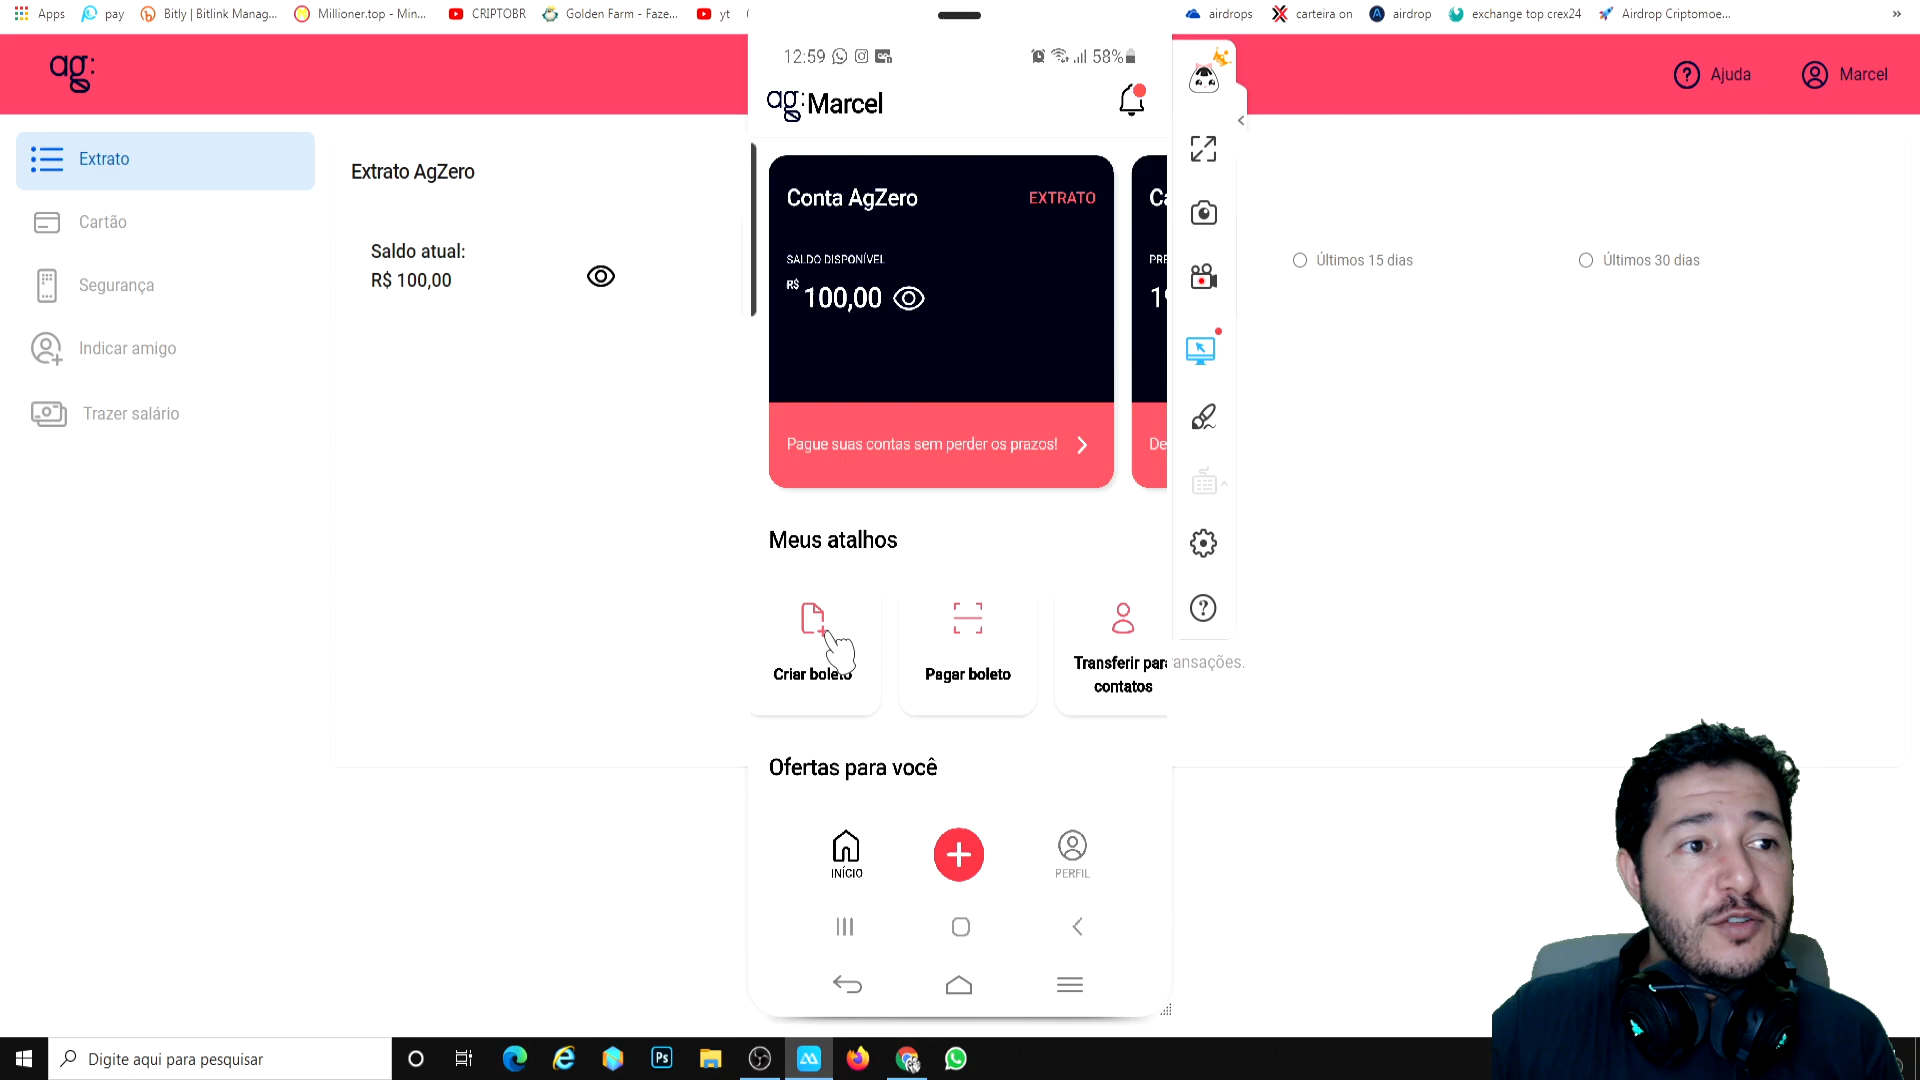 Apps
pay
Bitly | Bitlink Manag...
Millioner.top - Min...
CRIPTOBR
Golden Farm - Faze...
yt
airdrops
carteira on
airdrop
exchange top crex24
Airdrop Criptomoe...
»
ag:
Ajuda
Marcel
Extrato
Cartão
Segurança
Indicar amigo
Trazer salário
Extrato AgZero
Saldo atual:
R$ 100,00
Últimos 15 dias
Últimos 30 dias
ansações.
12:59
58%
ag: Marcel
Conta AgZero
EXTRATO
SALDO DISPONÍVEL
R$ 100,00
Pague suas contas sem perder os prazos!
Ca
PRE
De
Meus atalhos
Criar boleto
Pagar boleto
Transferir para
contatos
Ofertas para você
INÍCIO
PERFIL
Digite aqui para pesquisar
Ps